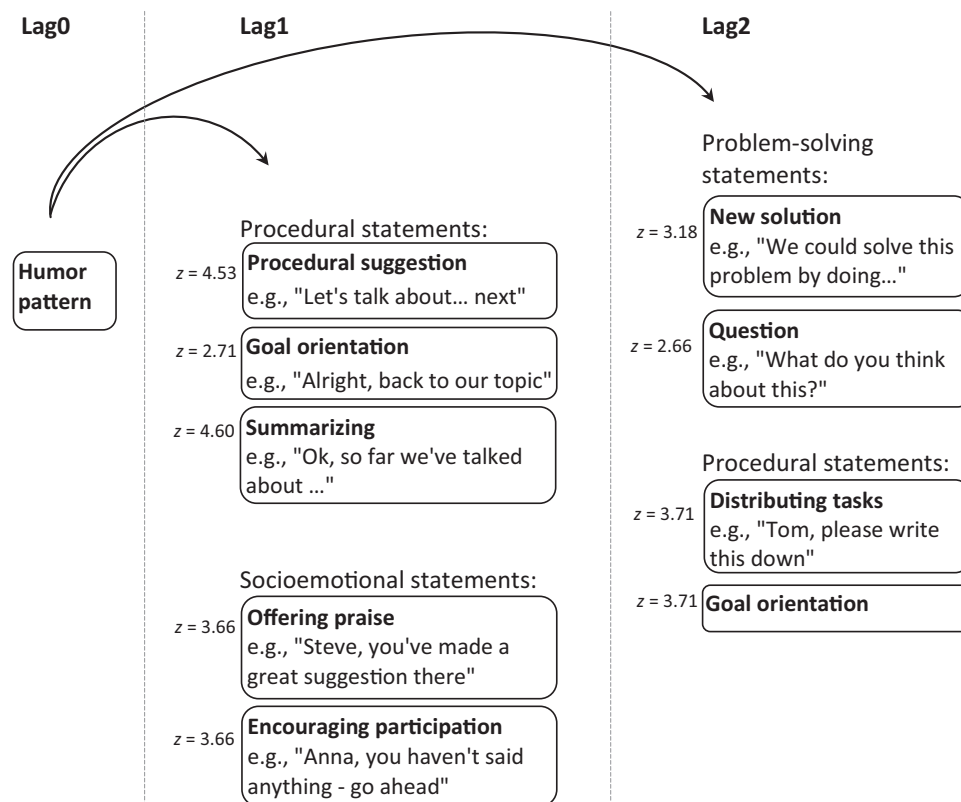 Lag0
Lag1
Lag2
Humor
pattern
Procedural statements:
z = 4.53
Procedural suggestion
e.g., "Let's talk about... next"
z = 2.71
Goal orientation
e.g., "Alright, back to our topic"
z = 4.60
Summarizing
e.g., "Ok, so far we've talked
about ..."
Socioemotional statements:
z = 3.66
Offering praise
e.g., "Steve, you've made a
great suggestion there"
z = 3.66
Encouraging participation
e.g., "Anna, you haven't said
anything - go ahead"
Problem-solving
statements:
z = 3.18
New solution
e.g., "We could solve this
problem by doing..."
z = 2.66
Question
e.g., "What do you think
about this?"
Procedural statements:
z = 3.71
Distributing tasks
e.g., "Tom, please write
this down"
z = 3.71
Goal orientation